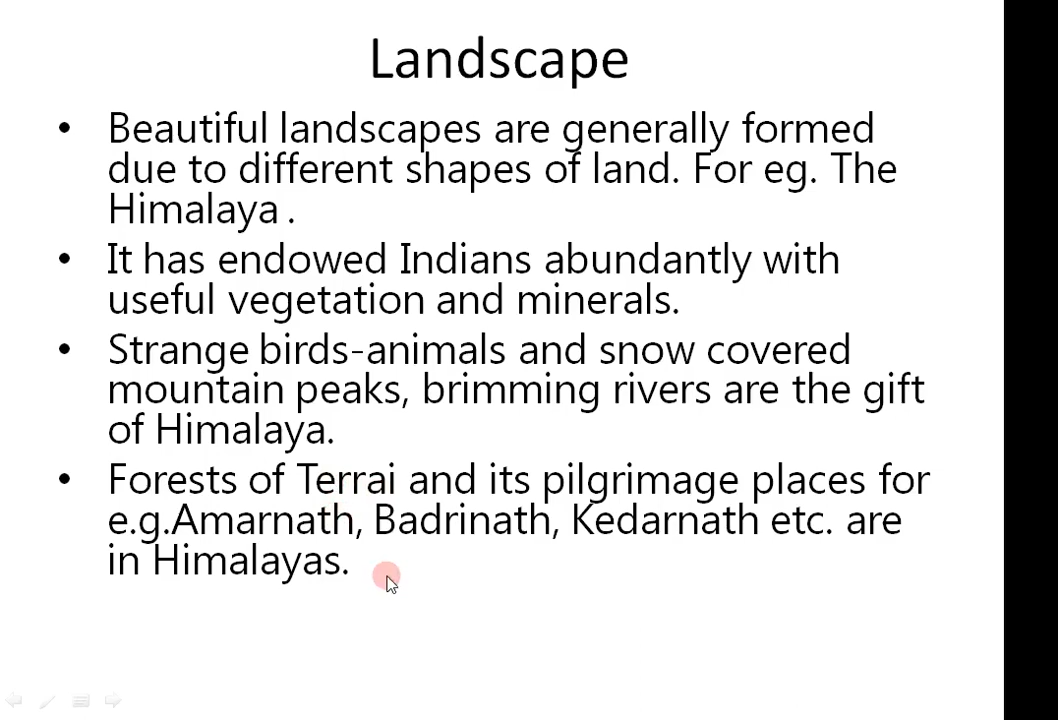 Landscape
• Beautiful landscapes are generally formed
due to different shapes of land. For eg. The
Himalaya .
• It has endowed Indians abundantly with
useful vegetation and minerals.
• Strange birds-animals and snow covered
mountain peaks, brimming rivers are the gift
of Himalaya.
• Forests of Terrai and its pilgrimage places for
e.g.Amarnath, Badrinath, Kedarnath etc. are
in Himalayas.